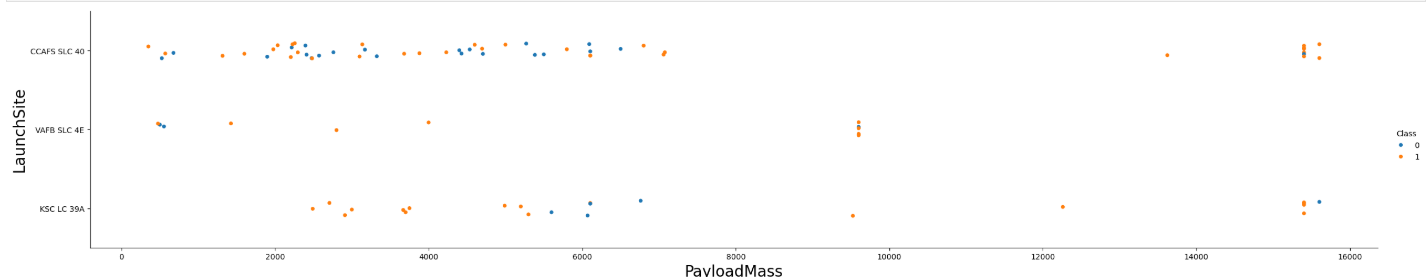 CCAFS SLC 40
VAFB SLC 4E
KSC LC 39A
LaunchSite
0 2000 4000 6000 8000 10000 12000 14000 16000
PayloadMass
Class
0
1